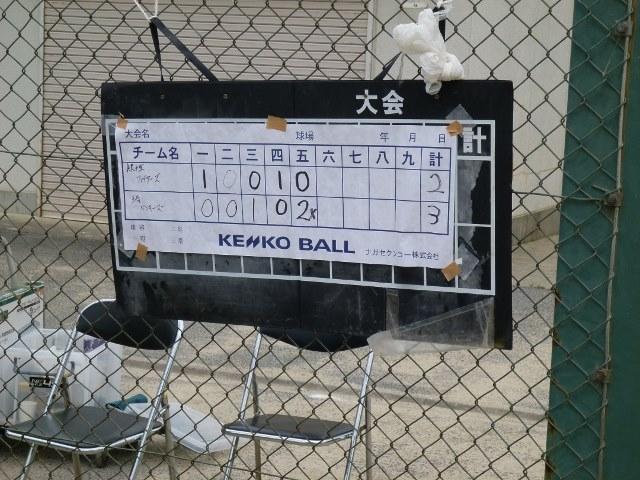 大会
計
大会名 球場 年 月 日
チーム名 一 二 三 四 五 六 七 八 九 計
1 0 0 1 0 2
0 0 1 0 2x 3
KENKO BALL ナガセケンコー株式会社